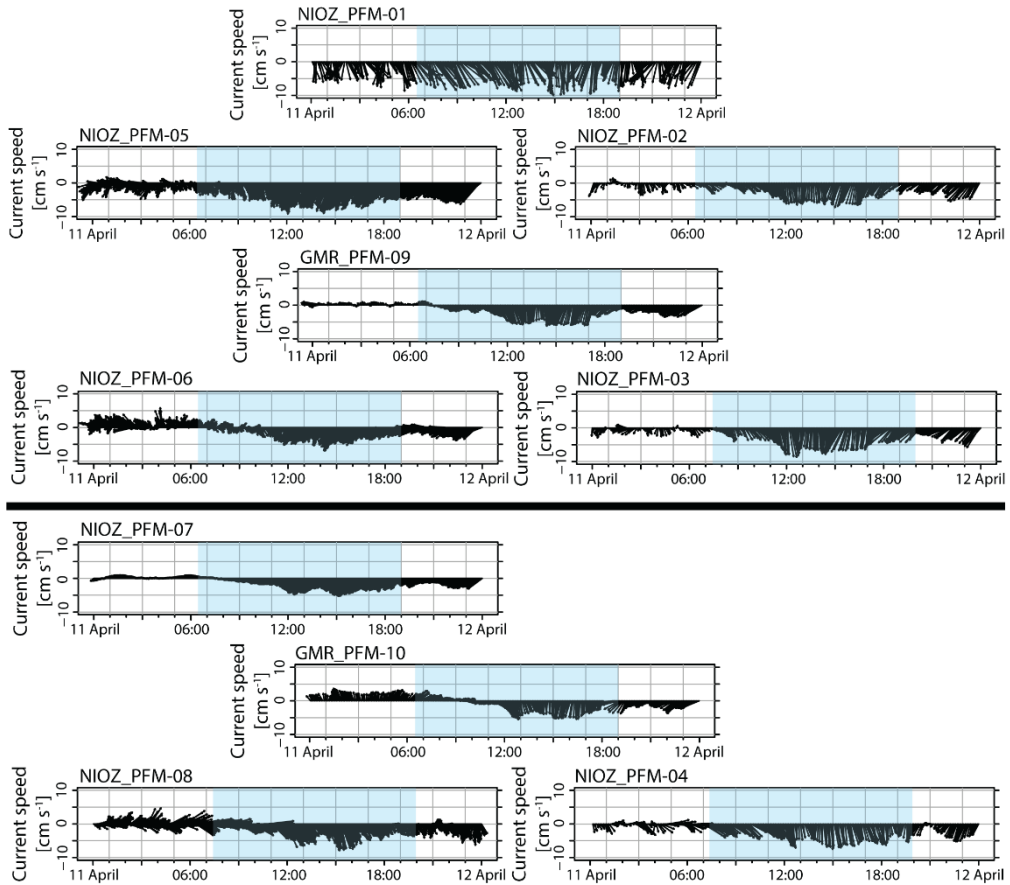 NIOZ_PFM-01
Current speed
[cm s⁻¹]
10
0
−10
11 April
06:00
12:00
18:00
12 April
NIOZ_PFM-05
Current speed
[cm s⁻¹]
10
0
−10
11 April
06:00
12:00
18:00
12 April
NIOZ_PFM-02
Current speed
[cm s⁻¹]
10
0
−10
11 April
06:00
12:00
18:00
12 April
GMR_PFM-09
Current speed
[cm s⁻¹]
10
0
−10
11 April
06:00
12:00
18:00
12 April
NIOZ_PFM-06
Current speed
[cm s⁻¹]
10
0
−10
11 April
06:00
12:00
18:00
12 April
NIOZ_PFM-03
Current speed
[cm s⁻¹]
10
0
−10
11 April
06:00
12:00
18:00
12 April
NIOZ_PFM-07
Current speed
[cm s⁻¹]
10
0
−10
11 April
06:00
12:00
18:00
12 April
GMR_PFM-10
Current speed
[cm s⁻¹]
10
0
−10
11 April
06:00
12:00
18:00
12 April
NIOZ_PFM-08
Current speed
[cm s⁻¹]
10
0
−10
11 April
06:00
12:00
18:00
12 April
NIOZ_PFM-04
Current speed
[cm s⁻¹]
10
0
−10
11 April
06:00
12:00
18:00
12 April